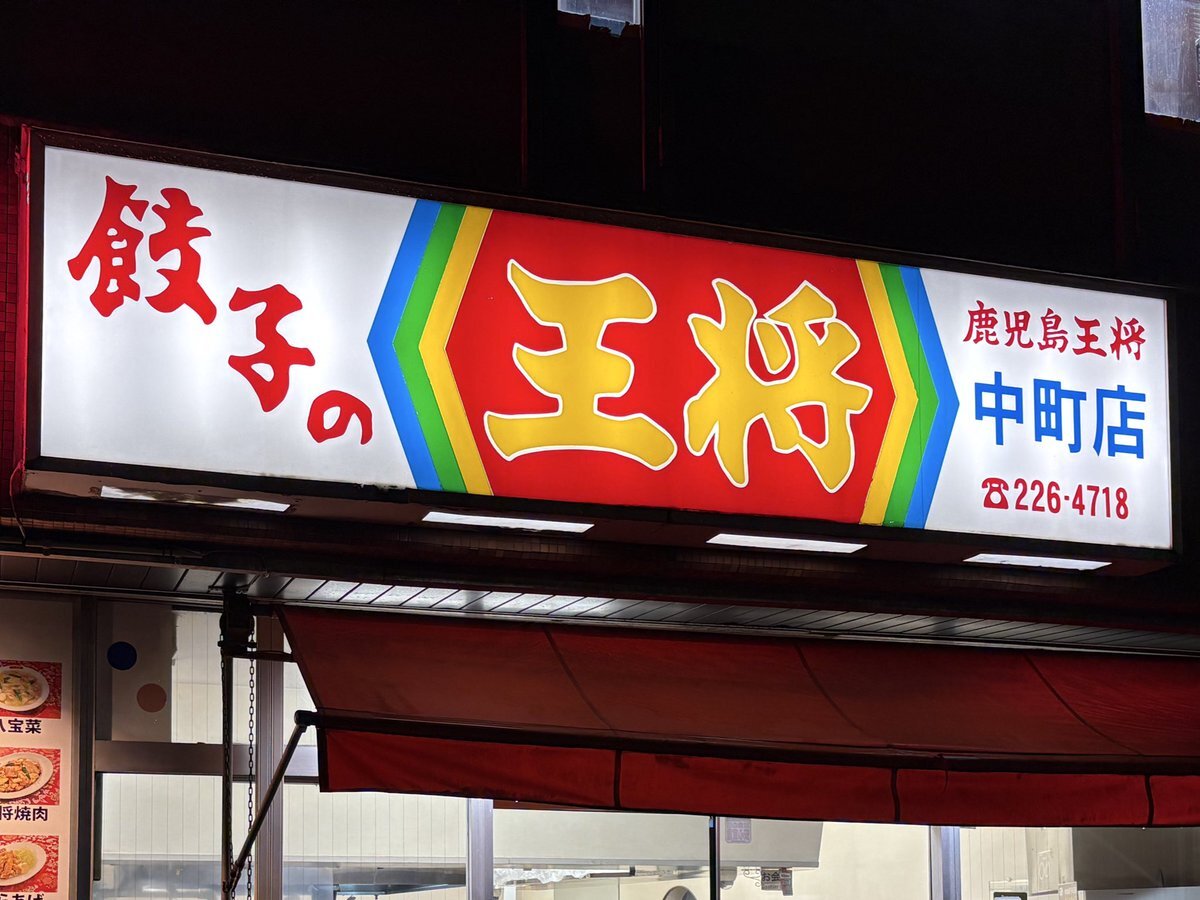 餃子の
王将
鹿児島王将
中町店
☎226-4718
八宝菜
将焼肉